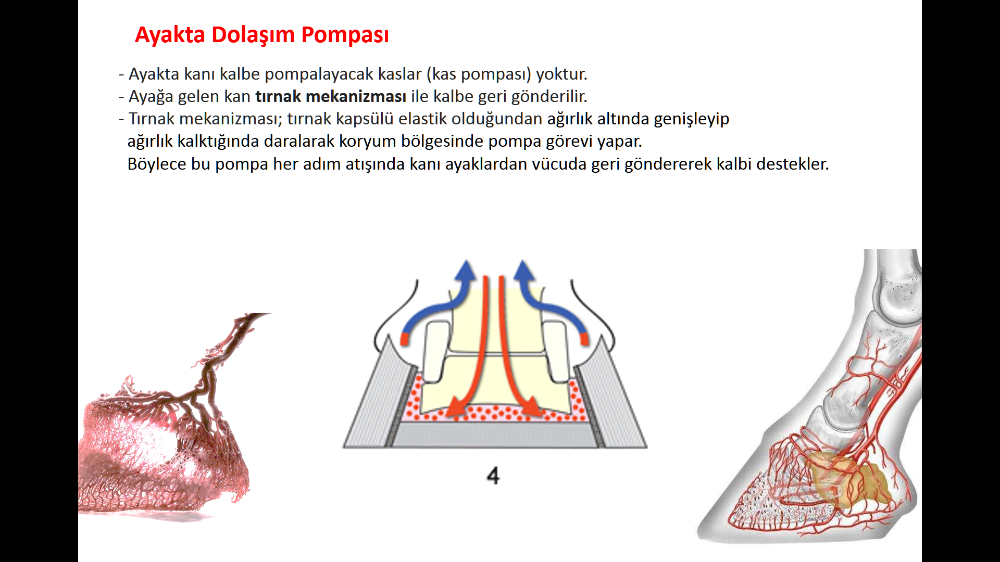 Ayakta Dolaşım Pompası
- Ayakta kanı kalbe pompalayacak kaslar (kas pompası) yoktur.
- Ayağa gelen kan tırnak mekanizması ile kalbe geri gönderilir.
- Tırnak mekanizması; tırnak kapsülü elastik olduğundan ağırlık altında genişleyip
ağırlık kalktığında daralarak koryum bölgesinde pompa görevi yapar.
Böylece bu pompa her adım atışında kanı ayaklardan vücuda geri göndererek kalbi destekler.
4